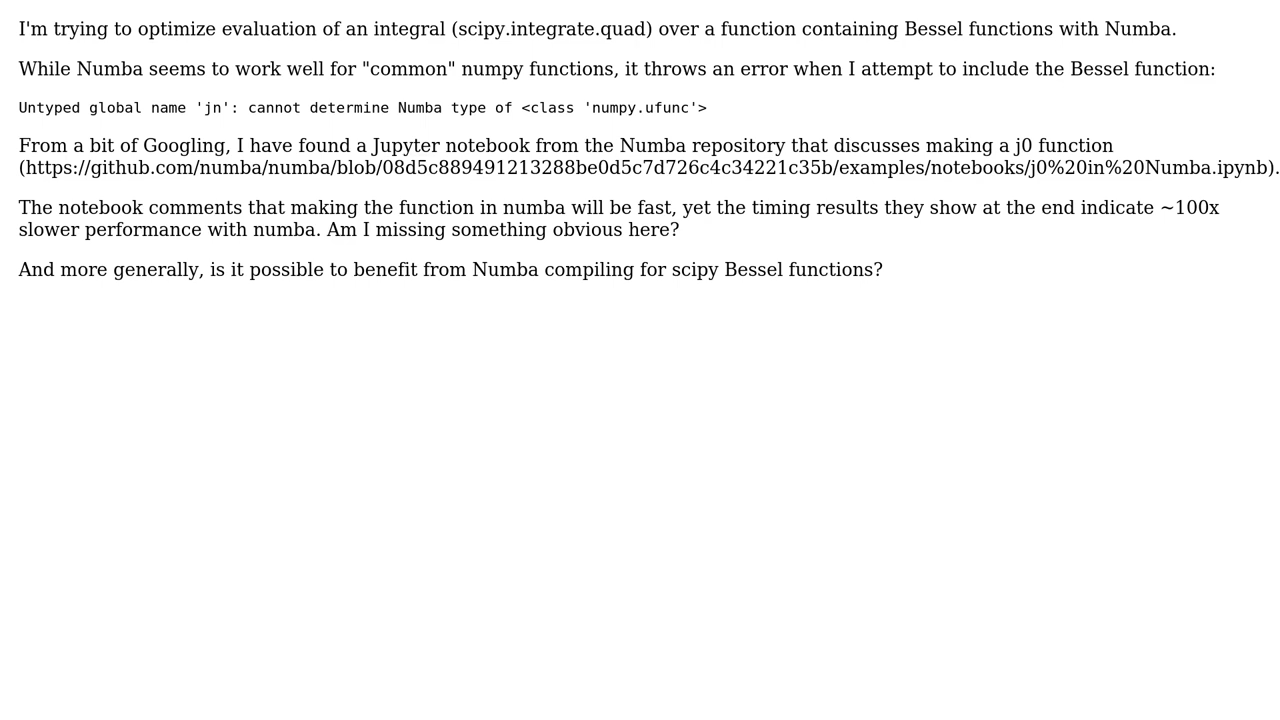 I'm trying to optimize evaluation of an integral (scipy.integrate.quad) over a function containing Bessel functions with Numba.
While Numba seems to work well for "common" numpy functions, it throws an error when I attempt to include the Bessel function:
Untyped global name 'jn': cannot determine Numba type of <class 'numpy.ufunc'>
From a bit of Googling, I have found a Jupyter notebook from the Numba repository that discusses making a j0 function
(https://github.com/numba/numba/blob/08d5c889491213288be0d5c7d726c4c34221c35b/examples/notebooks/j0%20in%20Numba.ipynb).
The notebook comments that making the function in numba will be fast, yet the timing results they show at the end indicate ~100x
slower performance with numba. Am I missing something obvious here?
And more generally, is it possible to benefit from Numba compiling for scipy Bessel functions?